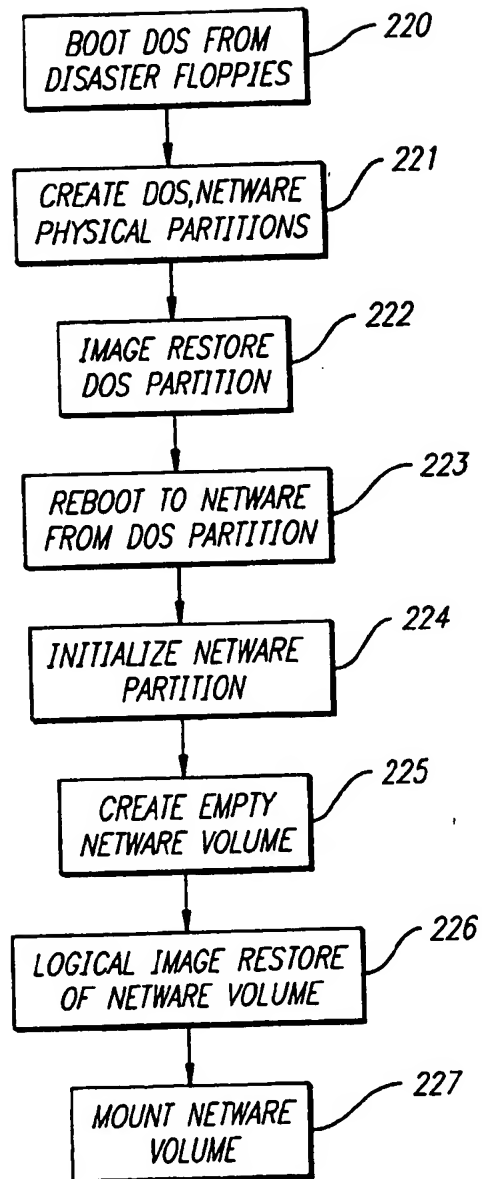 BOOT DOS FROM
DISASTER FLOPPIES
220
CREATE DOS,NETWARE
PHYSICAL PARTITIONS
221
IMAGE RESTORE
DOS PARTITION
222
REBOOT TO NETWARE
FROM DOS PARTITION
223
INITIALIZE NETWARE
PARTITION
224
CREATE EMPTY
NETWARE VOLUME
225
LOGICAL IMAGE RESTORE
OF NETWARE VOLUME
226
MOUNT NETWARE
VOLUME
227